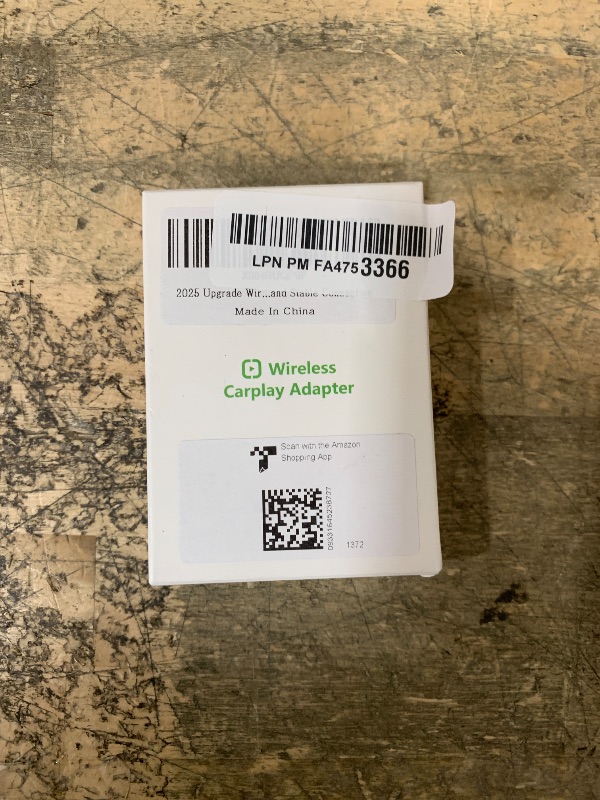 LPN PM FA4753366
2025 Upgrade Wir...and Stable
Made In China
Wireless
Carplay Adapter
Scan with the Amazon
Shopping App
1372